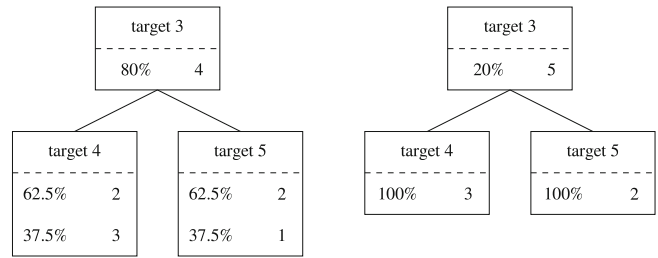 target 3
80% 4
target 3
20% 5
target 4
62.5% 2
37.5% 3
target 5
62.5% 2
37.5% 1
target 4
100% 3
target 5
100% 2